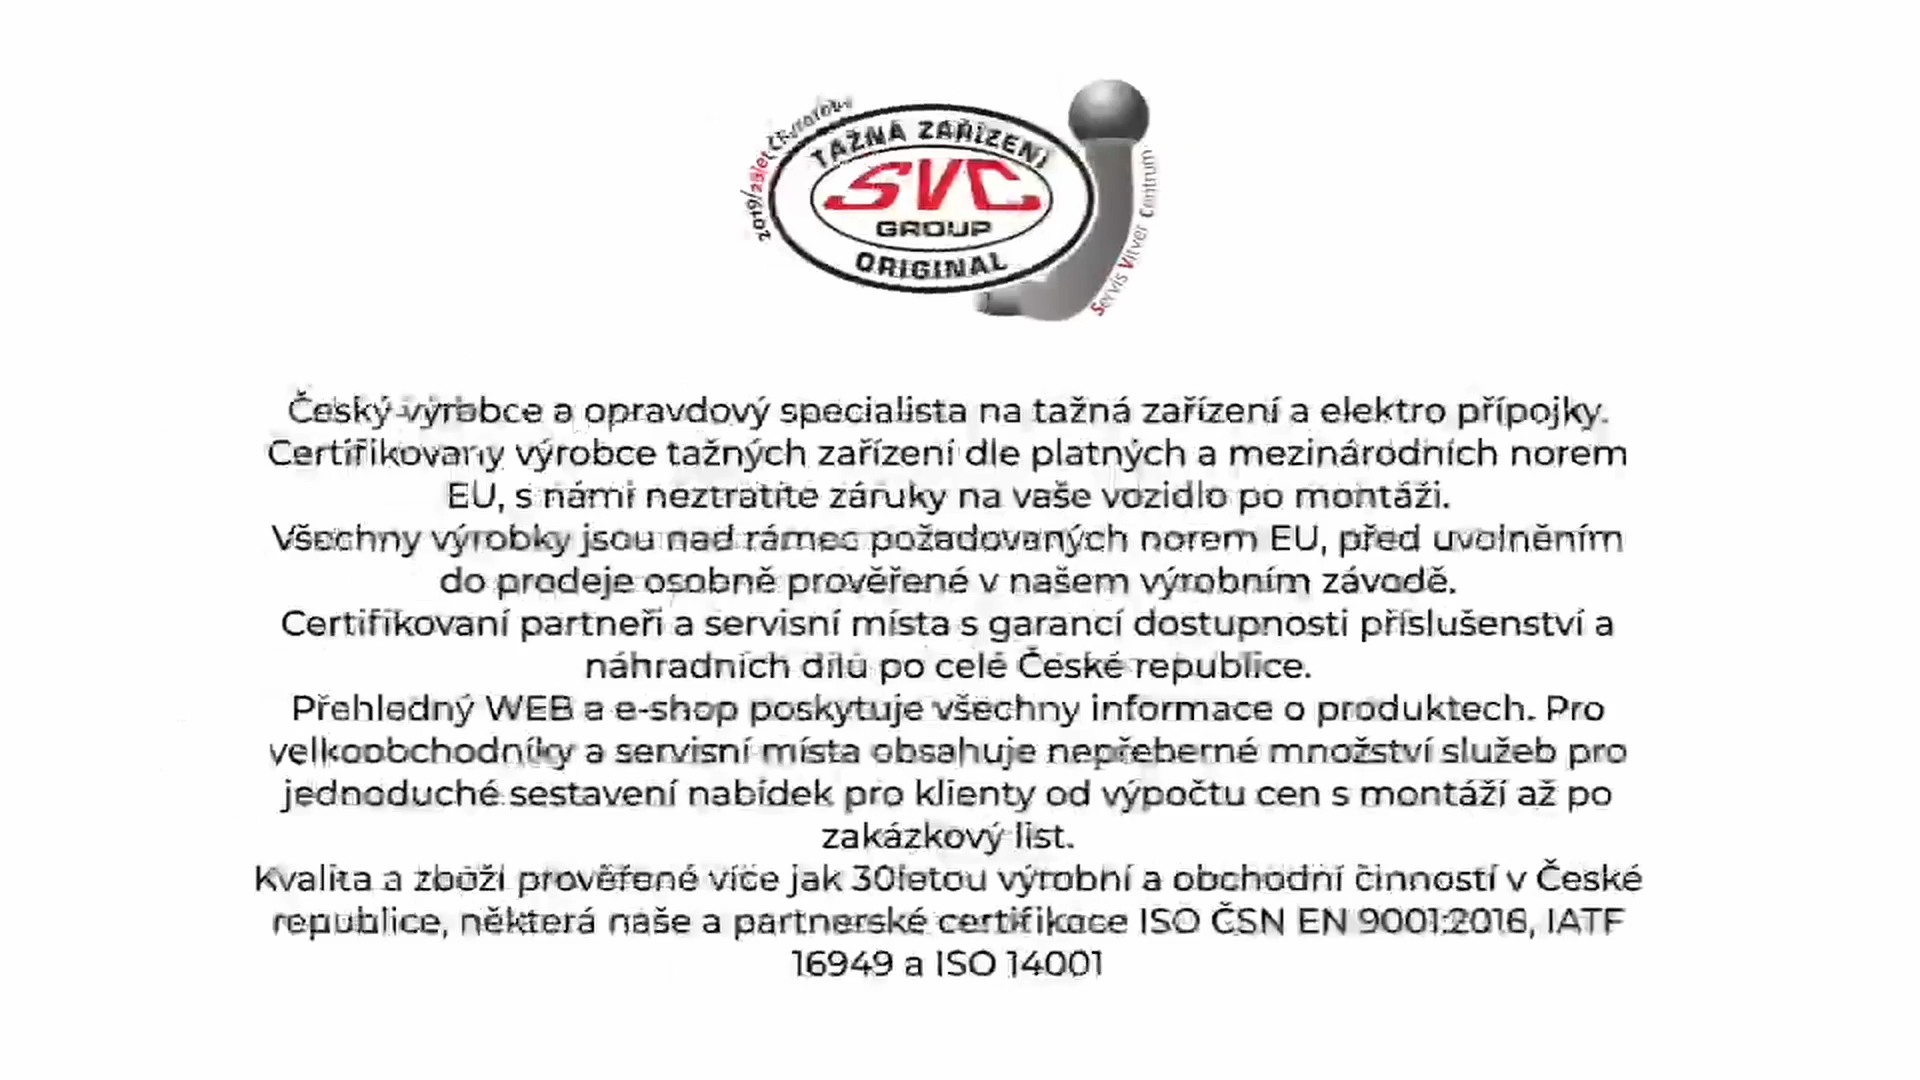 TAŽNÁ ZAŘÍZENÍ
SVC
GROUP
ORIGINAL
Servis Vitver Centrum
Český výrobce a opravdový specialista na tažná zařízení a elektro přípojky.
Certifikovaný výrobce tažných zařízení dle platných a mezinárodních norem
EU, s námi neztratíte záruky na vaše vozidlo po montáži.
Všechny výrobky jsou nad rámec požadovaných norem EU, před uvolněním
do prodeje osobně prověřené v našem výrobním závodě.
Certifikovaní partneři a servisní místa s garancí dostupnosti příslušenství a
náhradních dílů po celé České republice.
Přehledný WEB a e-shop poskytuje všechny informace o produktech. Pro
velkoobchodníky a servisní místa obsahuje nepřeberné množství služeb pro
jednoduché sestavení nabídek pro klienty od výpočtu cen s montáží až po
zakázkový list.
Kvalita a zboží prověřené více jak 30letou výrobní a obchodní činností v České
republice, některá naše a partnerské certifikace ISO ČSN EN 9001:2016, IATF
16949 a ISO 14001